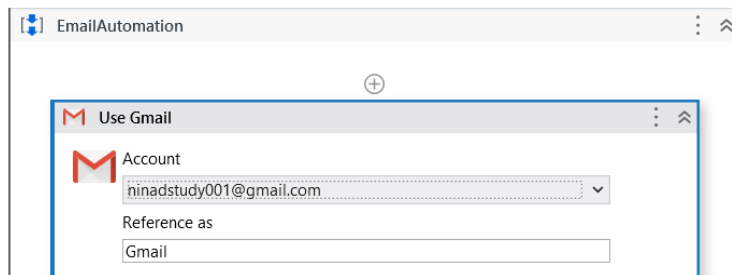 EmailAutomation
Use Gmail
Account
ninadstudy001@gmail.com
Reference as
Gmail